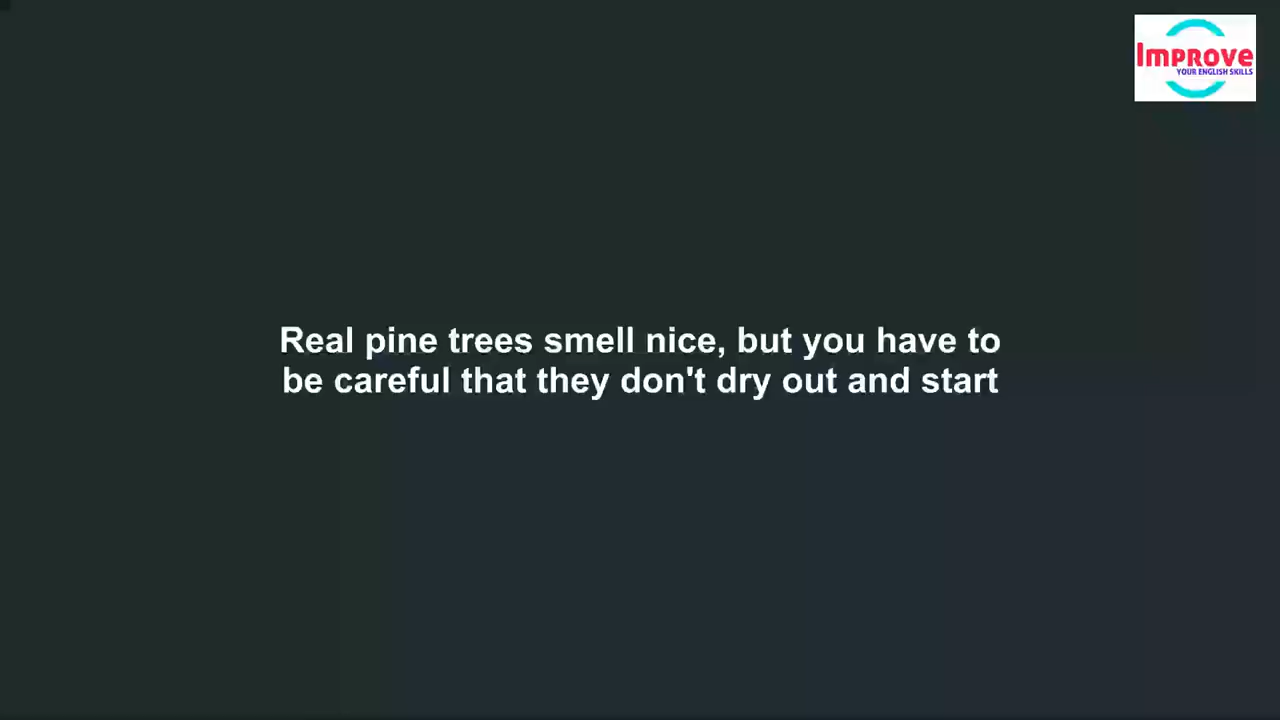 Improve
YOUR ENGLISH SKILLS
Real pine trees smell nice, but you have to
be careful that they don't dry out and start